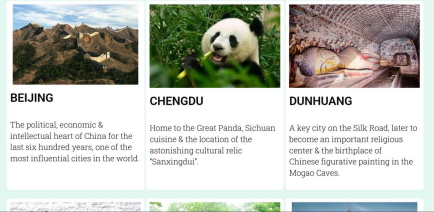 BEIJING
The political, economic &
intellectual heart of China for the
last six hundred years, one of the
most influential cities in the world.
CHENGDU
Home to the Great Panda, Sichuan
cuisine & the location of the
astonishing cultural relic
"Sanxingdui".
DUNHUANG
A key city on the Silk Road, later to
become an important religious
center & the birthplace of
Chinese figurative painting in the
Mogao Caves.